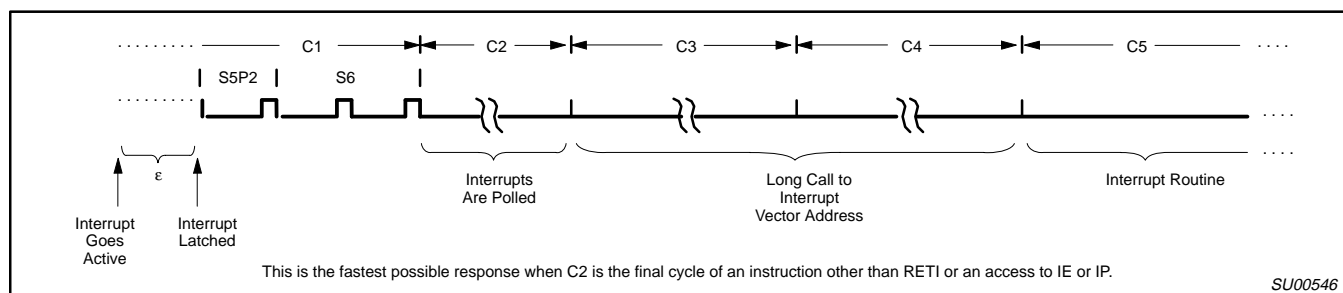 C1 C2 C3 C4 C5
S5P2 S6
ε
Interrupt
Goes
Active
Interrupt
Latched
Interrupts
Are Polled
Long Call to
Interrupt
Vector Address
Interrupt Routine
This is the fastest possible response when C2 is the final cycle of an instruction other than RETI or an access to IE or IP.
SU00546